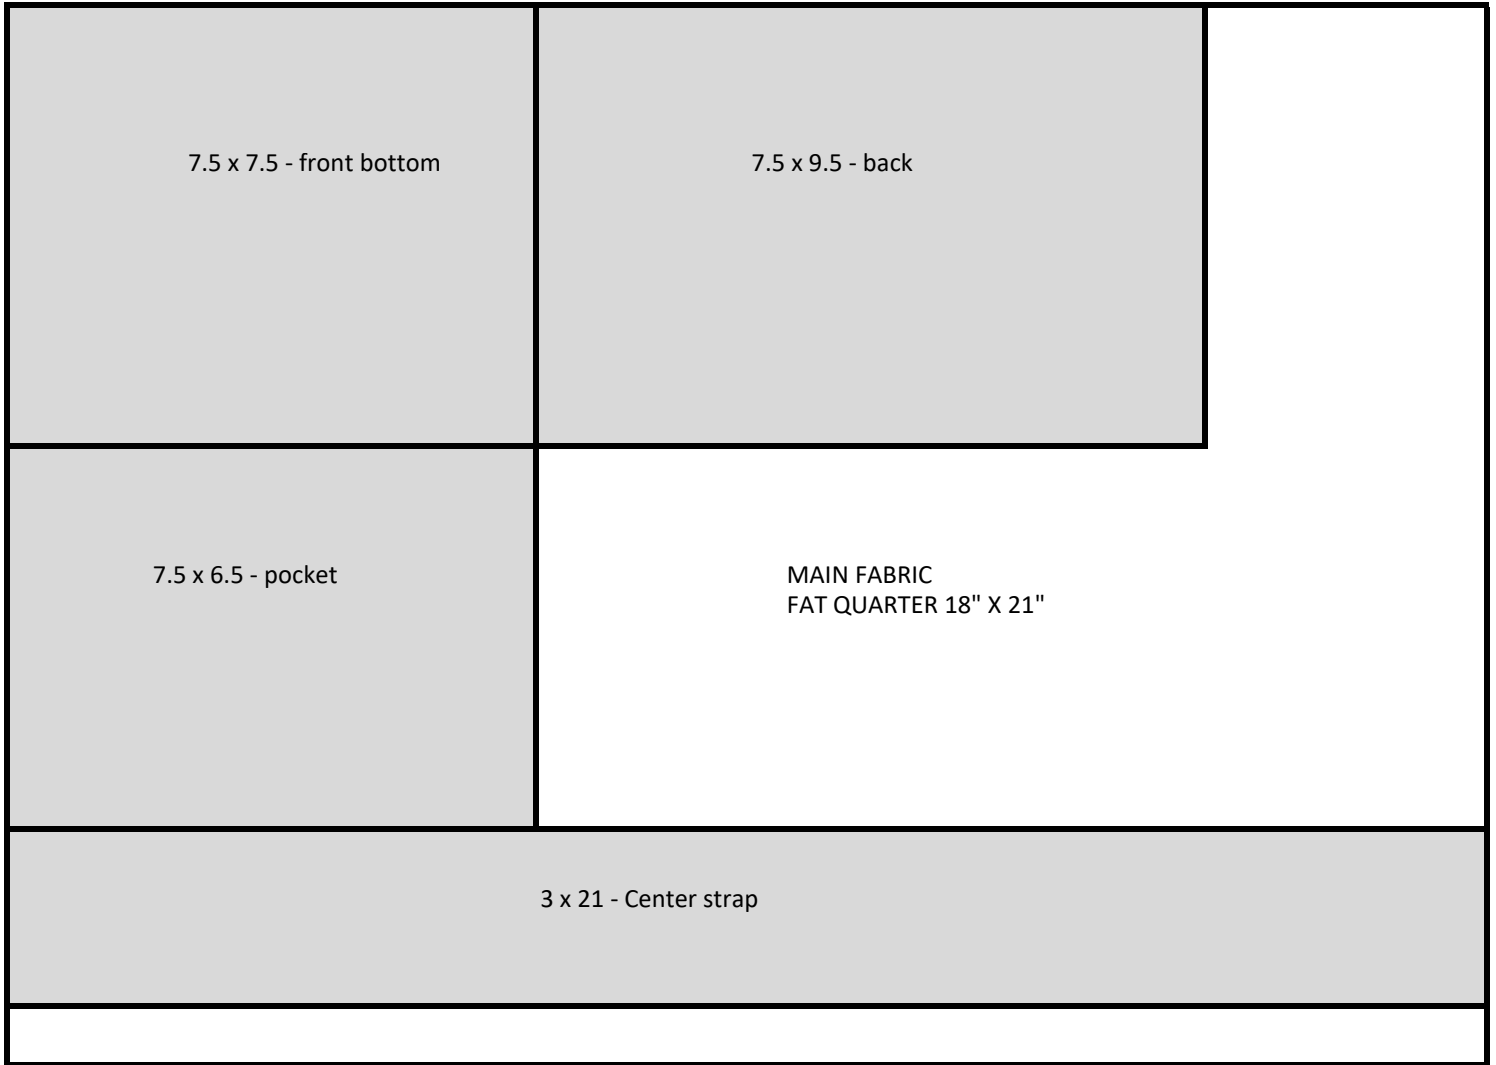 7.5 x 7.5 - front bottom
7.5 x 9.5 - back
7.5 x 6.5 - pocket
MAIN FABRIC
FAT QUARTER 18" X 21"
3 x 21 - Center strap